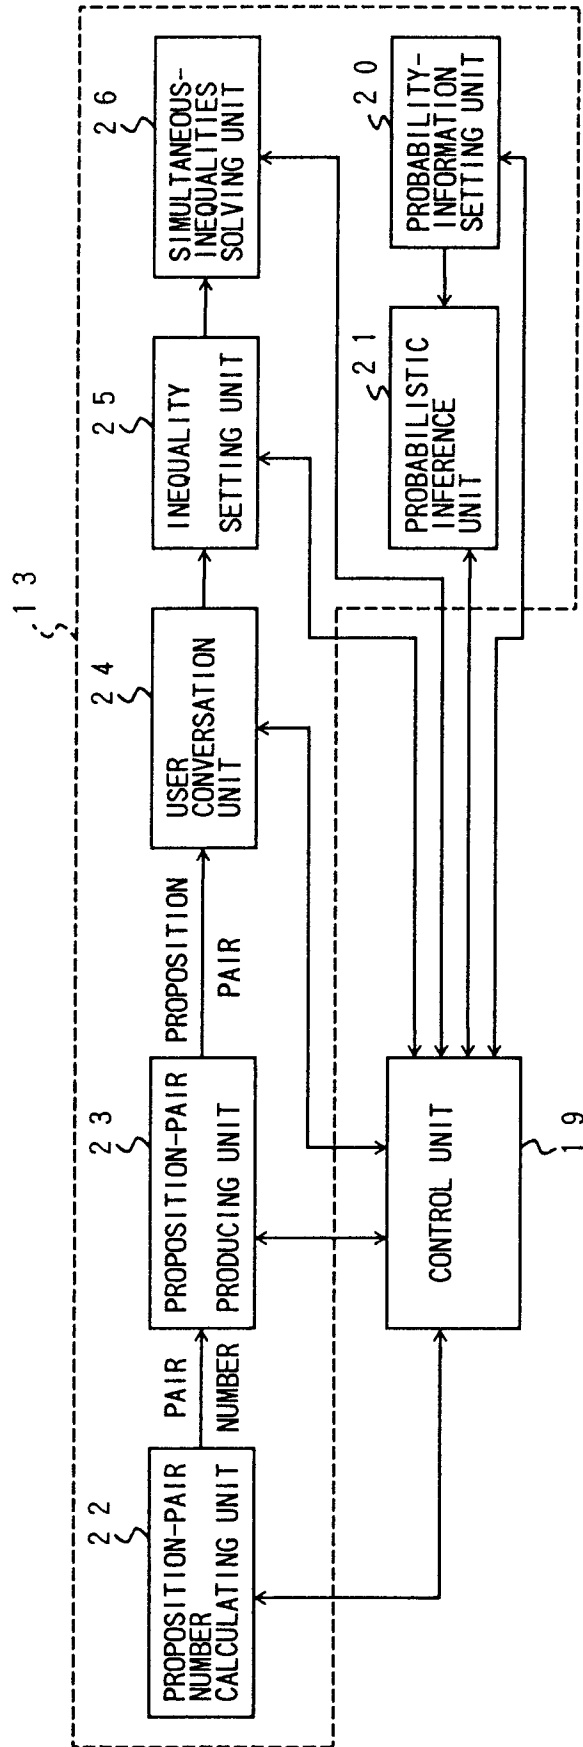 13
22
PROPOSITION-PAIR
NUMBER
CALCULATING UNIT
PAIR
NUMBER
23
PROPOSITION-PAIR
PRODUCING UNIT
PROPOSITION
PAIR
24
USER
CONVERSATION
UNIT
25
INEQUALITY
SETTING UNIT
26
SIMULTANEOUS-
INEQUALITIES
SOLVING UNIT
CONTROL UNIT
19
21
PROBABILISTIC
INFERENCE
UNIT
20
PROBABILITY-
INFORMATION
SETTING UNIT